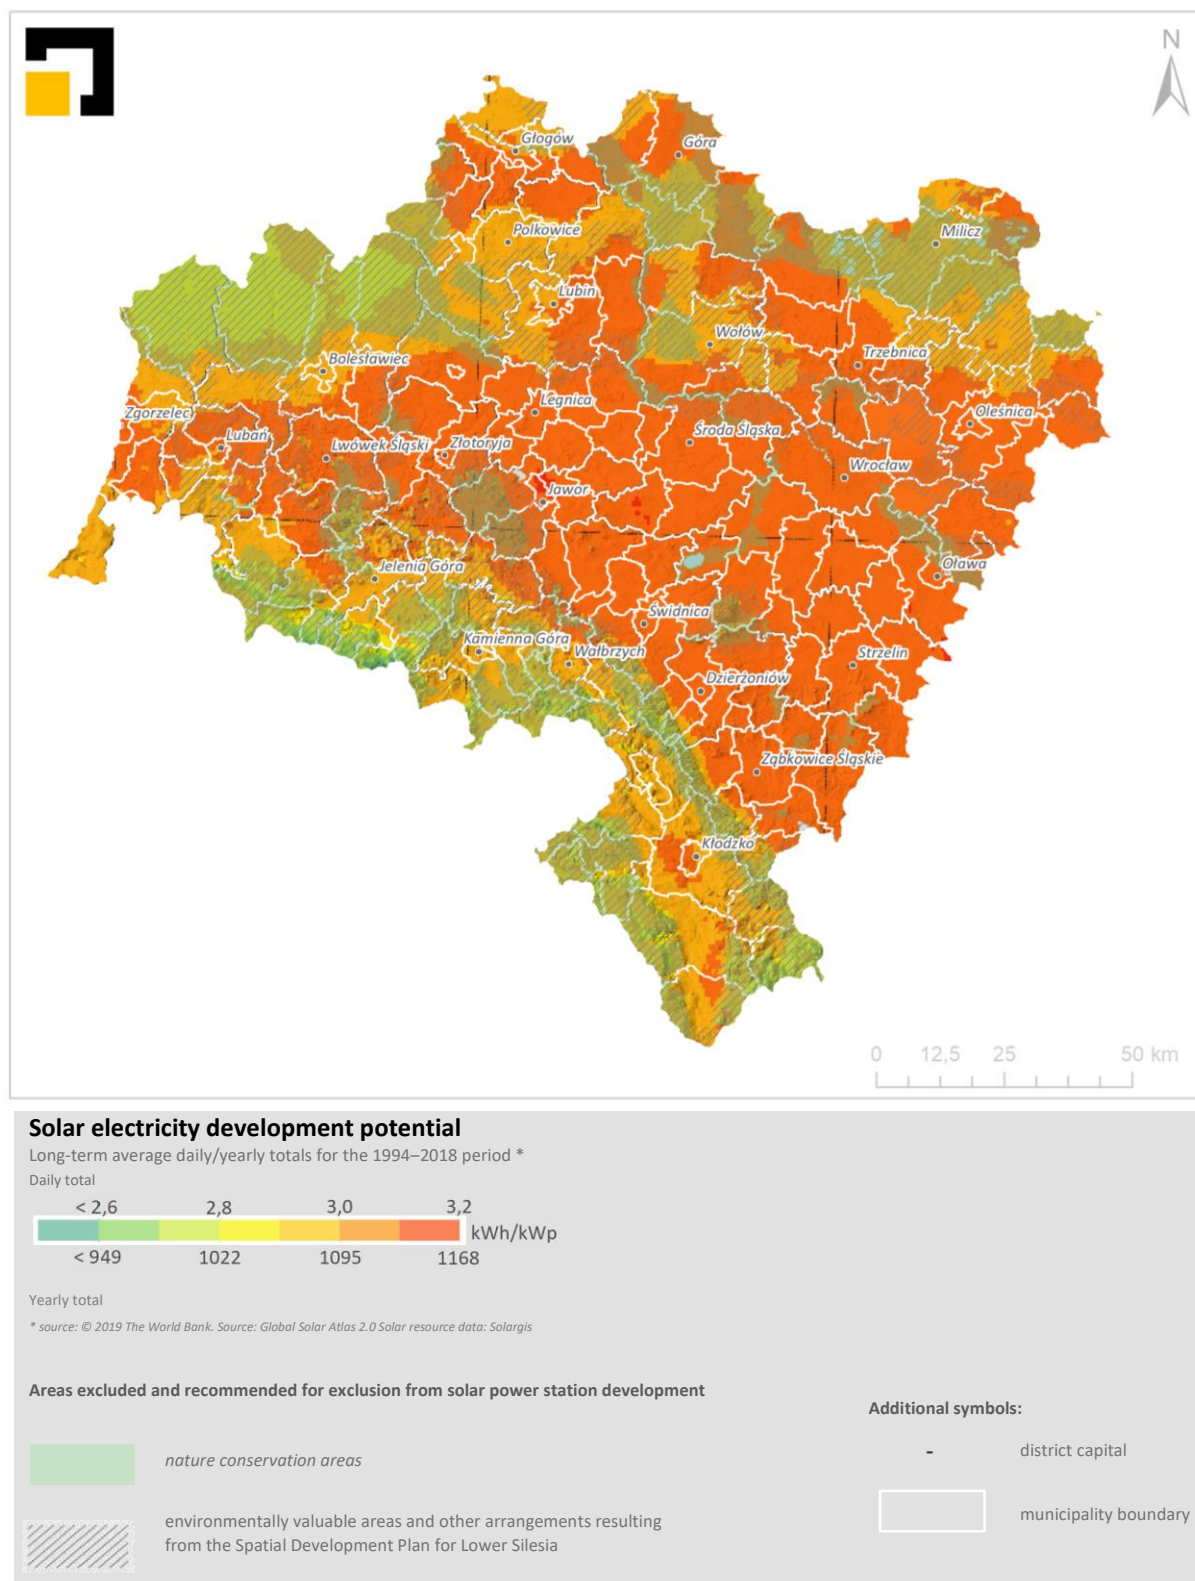 N
Głogów
Góra
Polkowice
Milicz
Lubin
Wołów
Trzebnica
Bolesławiec
Zgorzelec
Legnica
Oleśnica
Lubań
Lwówek Śląski
Złotoryja
Środa Śląska
Wrocław
Jawor
Jelenia Góra
Oława
Świdnica
Kamienna Góra
Wałbrzych
Strzelin
Dzierżoniów
Ząbkowice Śląskie
Kłodzko
0 12,5 25 50 km
Solar electricity development potential
Long-term average daily/yearly totals for the 1994–2018 period *
Daily total
< 2,6 2,8 3,0 3,2
kWh/kWp
< 949 1022 1095 1168
Yearly total
* source: © 2019 The World Bank. Source: Global Solar Atlas 2.0 Solar resource data: Solargis
Areas excluded and recommended for exclusion from solar power station development
Additional symbols:
nature conservation areas
- district capital
environmentally valuable areas and other arrangements resulting
from the Spatial Development Plan for Lower Silesia
municipality boundary